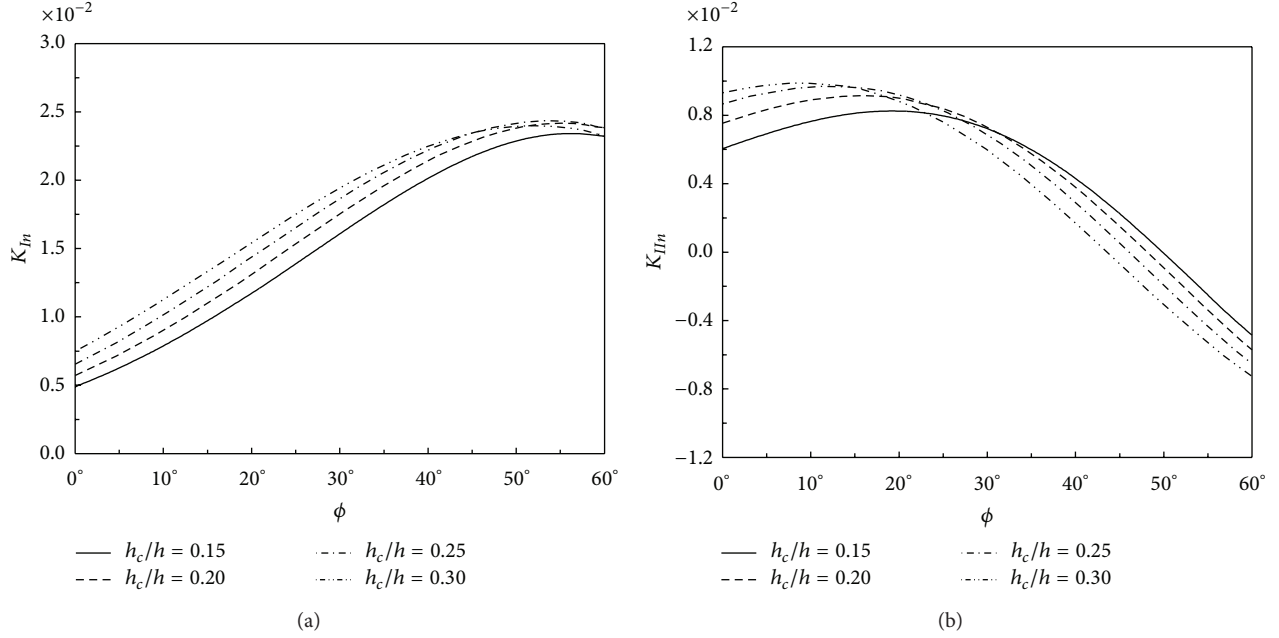 ×10⁻²
3.0
2.5
2.0
1.5
1.0
0.5
0.0
K_In
0° 10° 20° 30° 40° 50° 60°
ϕ
h_c/h = 0.15 h_c/h = 0.25
h_c/h = 0.20 h_c/h = 0.30
(a)
×10⁻²
1.2
0.8
0.4
0.0
−0.4
−0.8
−1.2
K_IIn
0° 10° 20° 30° 40° 50° 60°
ϕ
h_c/h = 0.15 h_c/h = 0.25
h_c/h = 0.20 h_c/h = 0.30
(b)